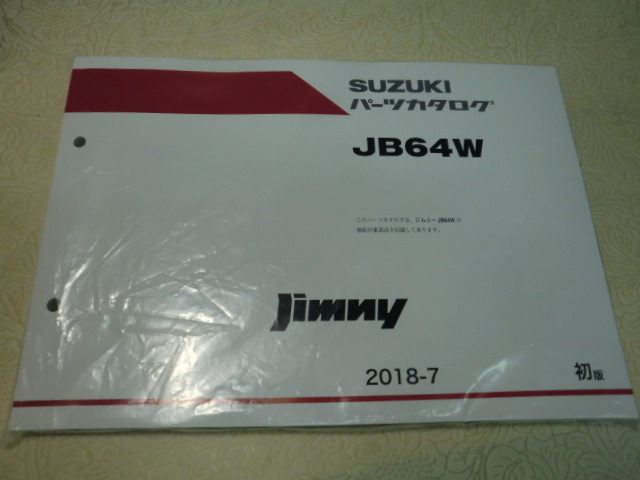 SUZUKI
パーツカタログ
JB64W
このパーツカタログは、ジムニー JB64W の
補給対象部品を収録してあります。
Jimny
2018-7
初版